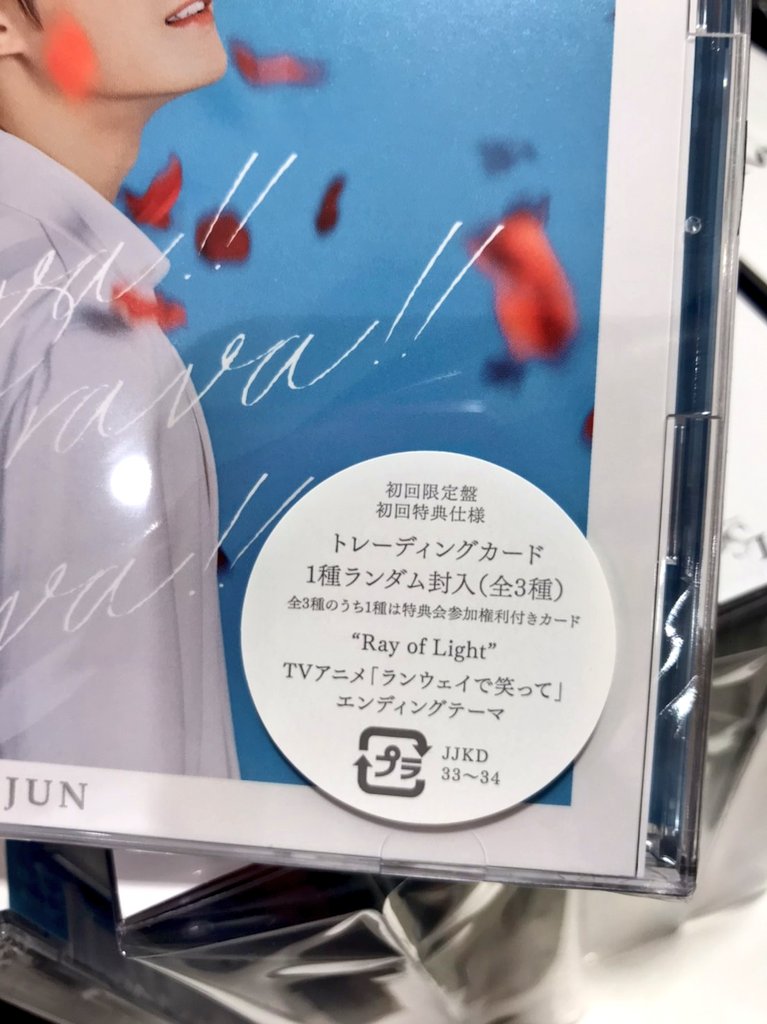 初回限定盤
初回特典仕様
トレーディングカード
1種ランダム封入(全3種)
全3種のうち1種は特典会参加権利付きカード
“Ray of Light”
TVアニメ「ランウェイで笑って」
エンディングテーマ
プラ
JJKD
33〜34
JUN